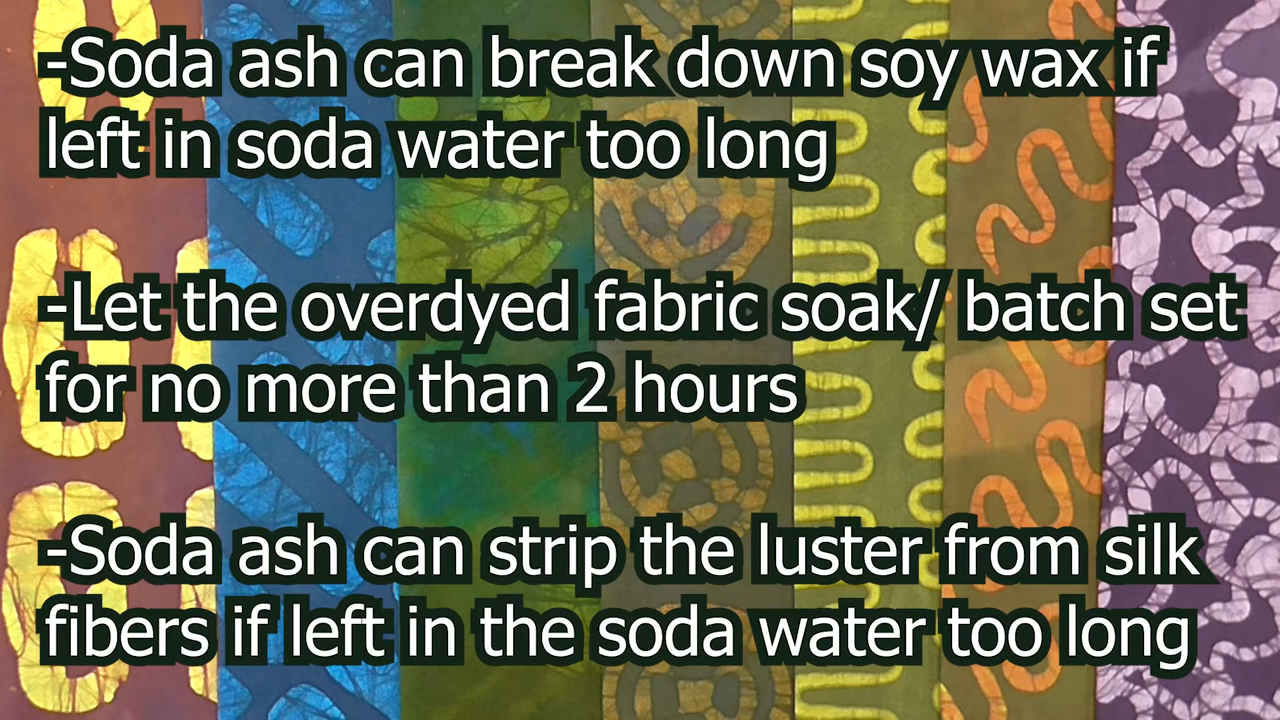 -Soda ash can break down soy wax if
left in soda water too long
-Let the overdyed fabric soak/ batch set
for no more than 2 hours
-Soda ash can strip the luster from silk
fibers if left in the soda water too long